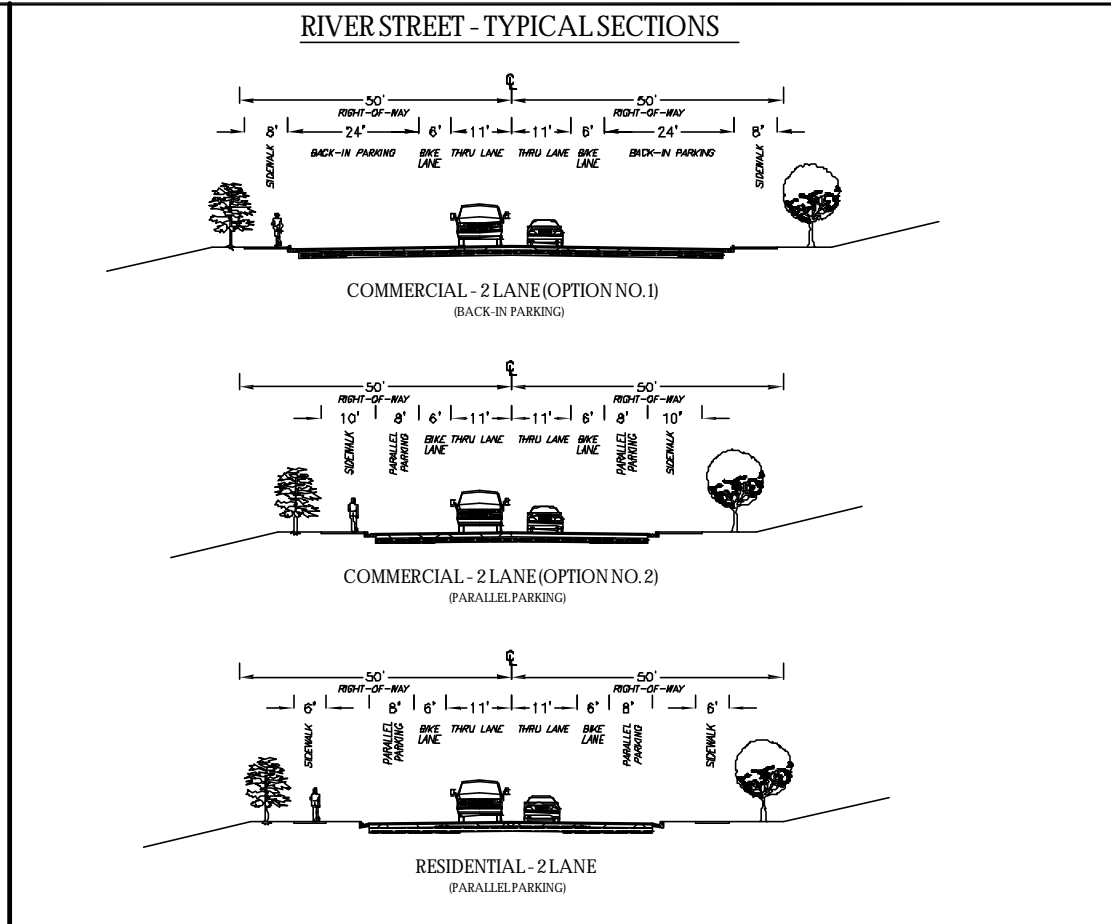 RIVER STREET - TYPICAL SECTIONS
℄
50' 50'
RIGHT-OF-WAY RIGHT-OF-WAY
8' 24' 6' 11' 11' 6' 24' 8'
SIDEWALK BACK-IN PARKING BIKE LANE THRU LANE THRU LANE BIKE LANE BACK-IN PARKING SIDEWALK
COMMERCIAL - 2 LANE (OPTION NO. 1)
(BACK-IN PARKING)
℄
50' 50'
RIGHT-OF-WAY RIGHT-OF-WAY
10' 8' 6' 11' 11' 6' 8' 10'
SIDEWALK PARALLEL PARKING BIKE LANE THRU LANE THRU LANE BIKE LANE PARALLEL PARKING SIDEWALK
COMMERCIAL - 2 LANE (OPTION NO. 2)
(PARALLEL PARKING)
℄
50' 50'
RIGHT-OF-WAY RIGHT-OF-WAY
6' 8' 6' 11' 11' 6' 8' 6'
SIDEWALK PARALLEL PARKING BIKE LANE THRU LANE THRU LANE BIKE LANE PARALLEL PARKING SIDEWALK
RESIDENTIAL - 2 LANE
(PARALLEL PARKING)